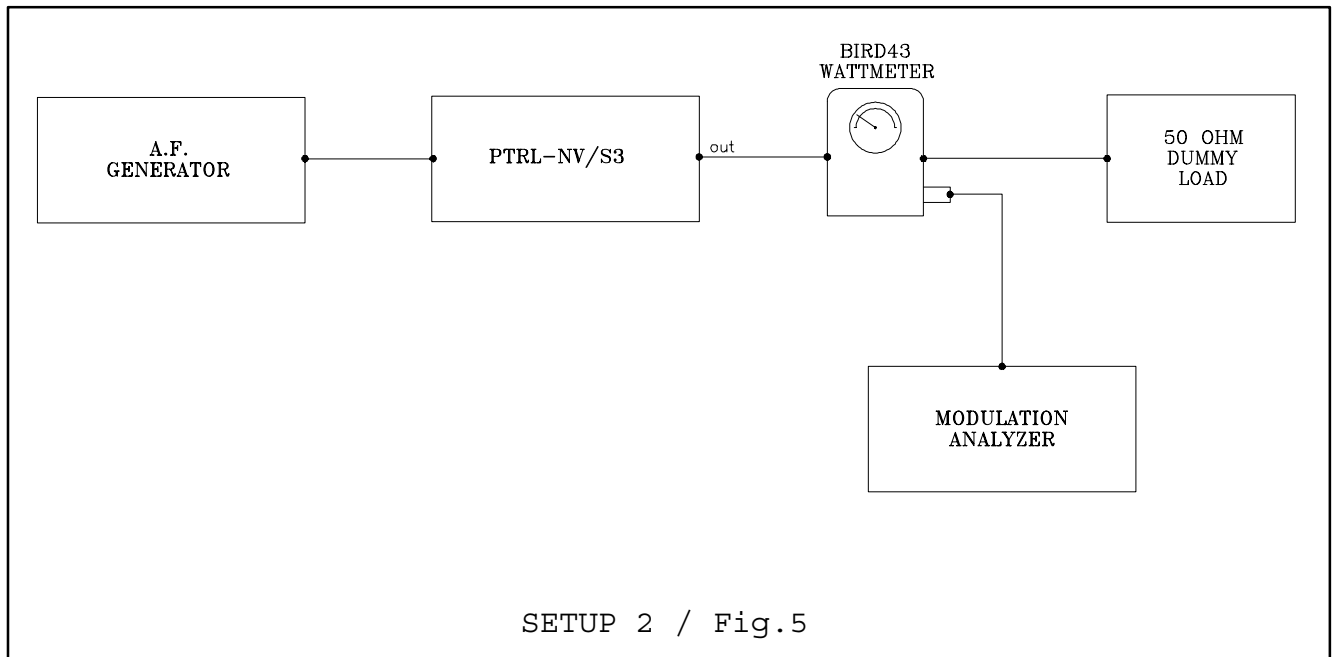 BIRD43
WATTMETER
A.F.
GENERATOR
PTRL-NV/S3
out
50 OHM
DUMMY
LOAD
MODULATION
ANALYZER
SETUP 2 / Fig.5